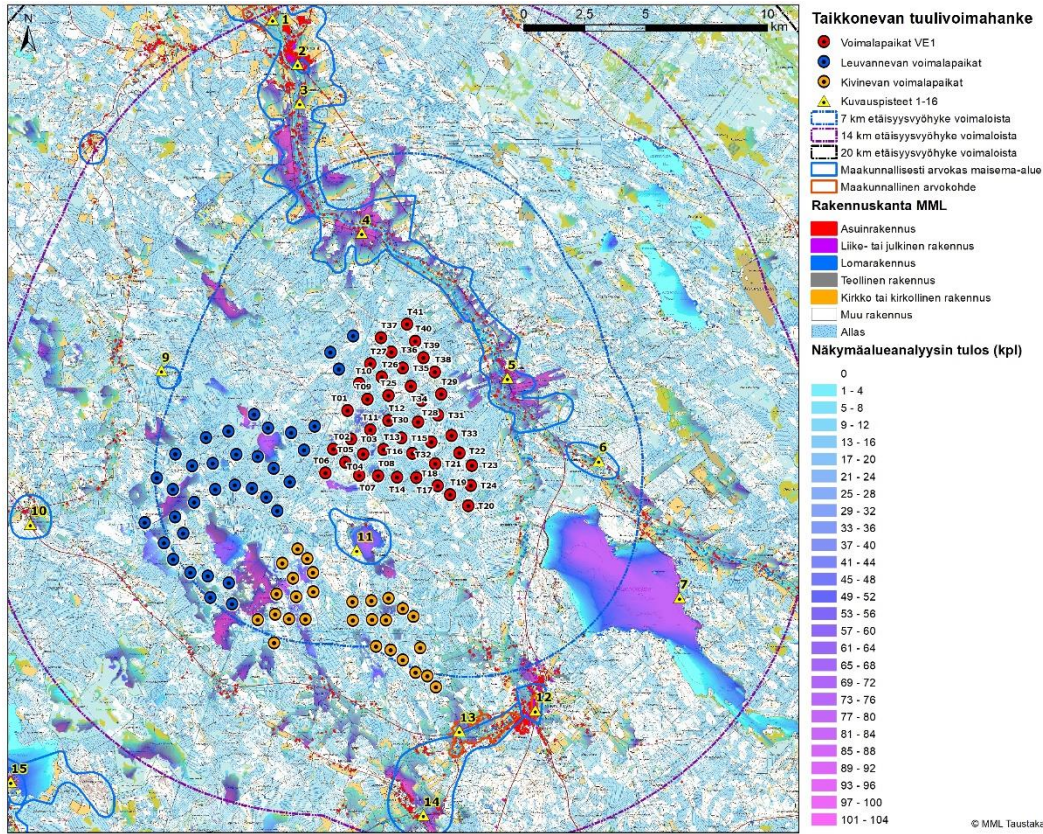 N
0 2,5 5 10
km
1
2
3
4
5
6
7
9
10
11
12
13
14
15
T41
T37
T40
T39
T36
T27
T38
T26
T35
T10
T09
T25
T29
T34
T01
T12
T28
T31
T11
T30
T33
T02
T03
T13
T15
T05
T16
T32
T22
T06
T04
T08
T21
T23
T18
T07
T14
T17
T19
T24
T20
Taikkonevan tuulivoimahanke
Voimalapaikat VE1
Leuvannevan voimalapaikat
Kivinevan voimalapaikat
Kuvauspisteet 1-16
7 km etäisyysvyöhyke voimaloista
14 km etäisyysvyöhyke voimaloista
20 km etäisyysvyöhyke voimaloista
Maakunnallisesti arvokas maisema-alue
Maakunnallinen arvokohde
Rakennuskanta MML
Asuinrakennus
Liike- tai julkinen rakennus
Lomarakennus
Teollinen rakennus
Kirkko tai kirkollinen rakennus
Muu rakennus
Allas
Näkymäalueanalyysin tulos (kpl)
0
1 - 4
5 - 8
9 - 12
13 - 16
17 - 20
21 - 24
25 - 28
29 - 32
33 - 36
37 - 40
41 - 44
45 - 48
49 - 52
53 - 56
57 - 60
61 - 64
65 - 68
69 - 72
73 - 76
77 - 80
81 - 84
85 - 88
89 - 92
93 - 96
97 - 100
101 - 104
© MML Taustaka